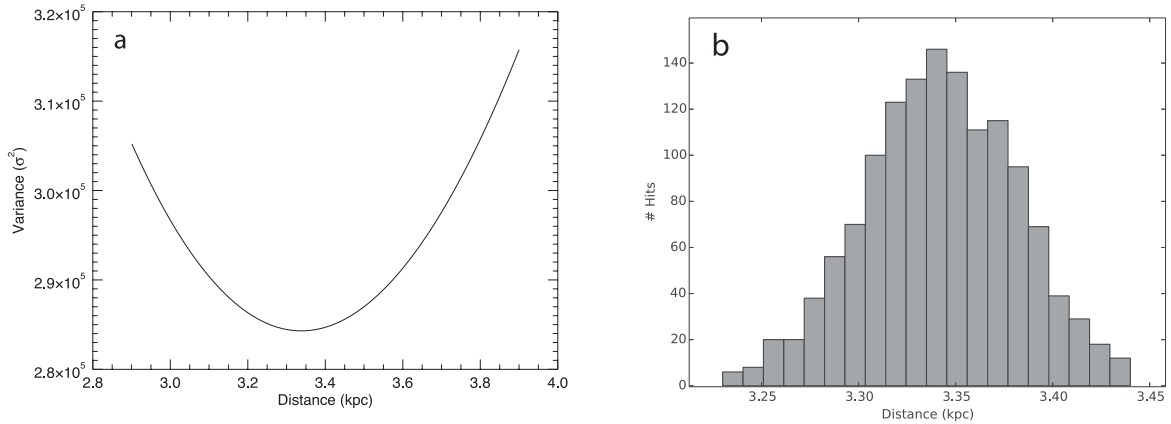 a
3.2×10⁵
3.1×10⁵
3.0×10⁵
2.9×10⁵
2.8×10⁵
Variance (σ²)
2.8 3.0 3.2 3.4 3.6 3.8 4.0
Distance (kpc)
b
140
120
100
80
60
40
20
0
# Hits
3.25 3.30 3.35 3.40 3.45
Distance (kpc)